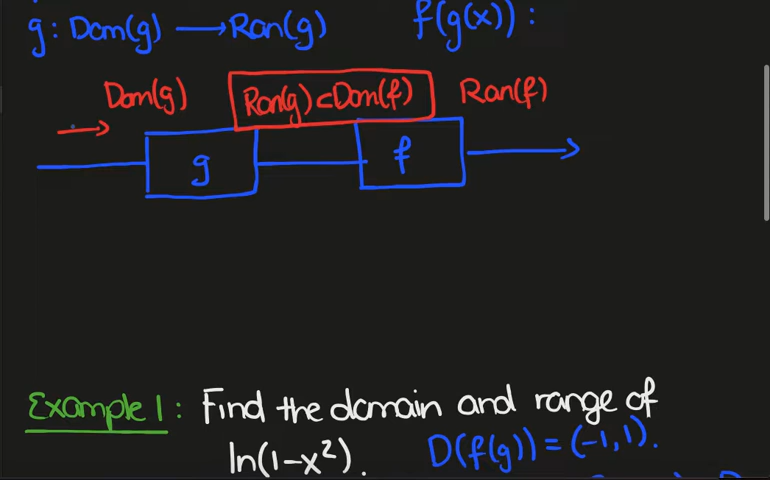 g: Dom(g) → Ran(g) f(g(x)):
Dom(g) Ran(g)⊂Dom(f) Ran(f)
g f
Example 1: Find the domain and range of
ln(1-x²). D(f(g)) = (-1,1).